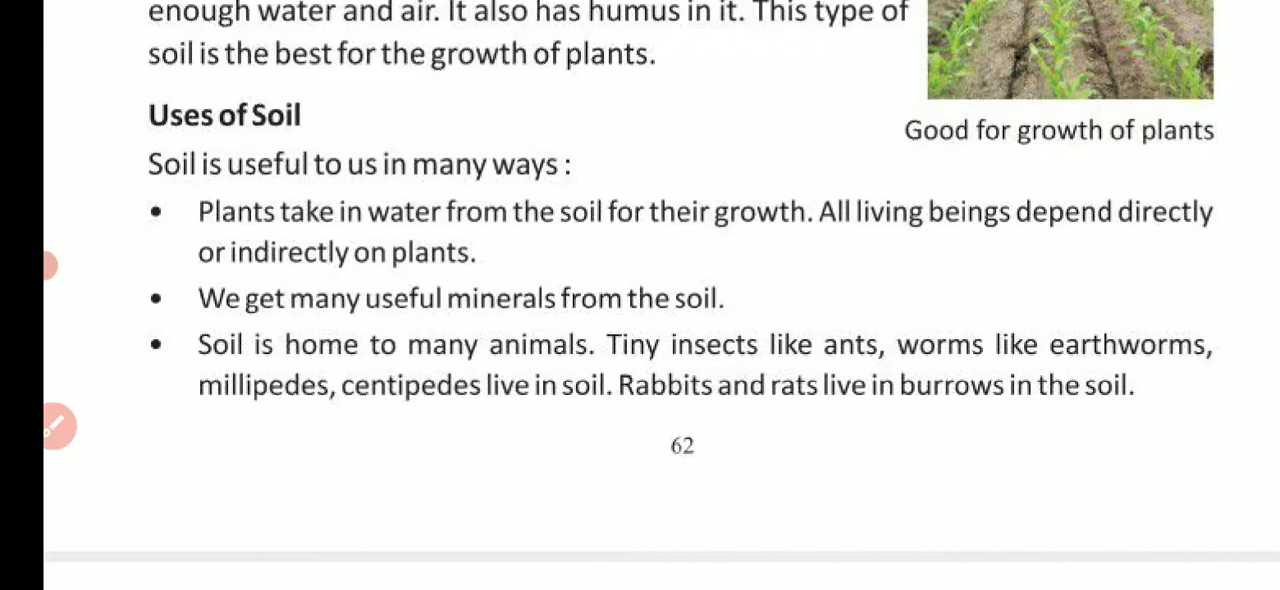 enough water and air. It also has humus in it. This type of
soil is the best for the growth of plants.
Good for growth of plants
Uses of Soil
Soil is useful to us in many ways :
• Plants take in water from the soil for their growth. All living beings depend directly
or indirectly on plants.
• We get many useful minerals from the soil.
• Soil is home to many animals. Tiny insects like ants, worms like earthworms,
millipedes, centipedes live in soil. Rabbits and rats live in burrows in the soil.
62